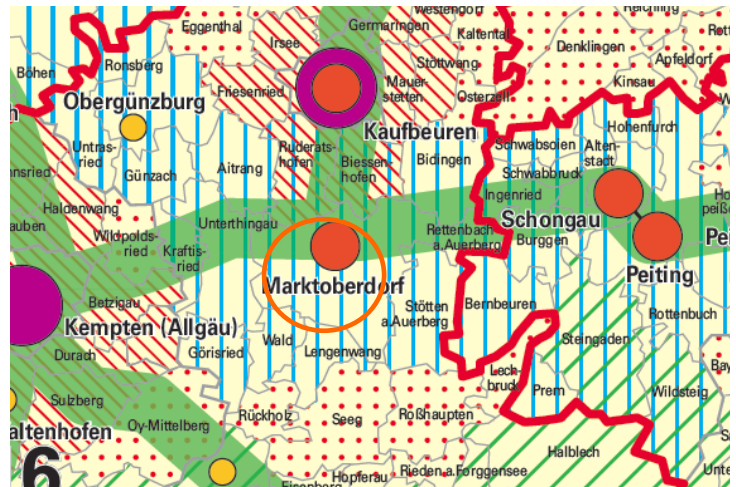 Westendorf
Reichling
Eggenthal
Germaringen
Kaltental
Irsee
Denklingen
Stöttwang
Apfeldorf
Ronsberg
Böhen
Kinsau
Friesenried
Mauer-
stetten
Osterzell
Obergünzburg
Hohenfurch
Kaufbeuren
Untras-
ried
Ruderats-
hofen
Biessen-
hofen
Bidingen
Schwabsoien
Alten-
stadt
Günzach
Aitrang
Schwabbruck
Ingenried
Haldenwang
Unterthingau
Schongau
Wildpolds-
ried
Kraftis-
ried
Rettenbach
a.Auerberg
Burggen
Peiting
Marktoberdorf
Betzigau
Stötten
a.Auerberg
Bernbeuren
Rottenbuch
Kempten (Allgäu)
Wald
Lengenwang
Görisried
Steingaden
Durach
Lech-
bruck
Prem
Wildsteig
Sulzberg
Rückholz
Seeg
Roßhaupten
Oy-Mittelberg
altenhofen
Halblech
6
Hopferau
Rieden a.Forggensee